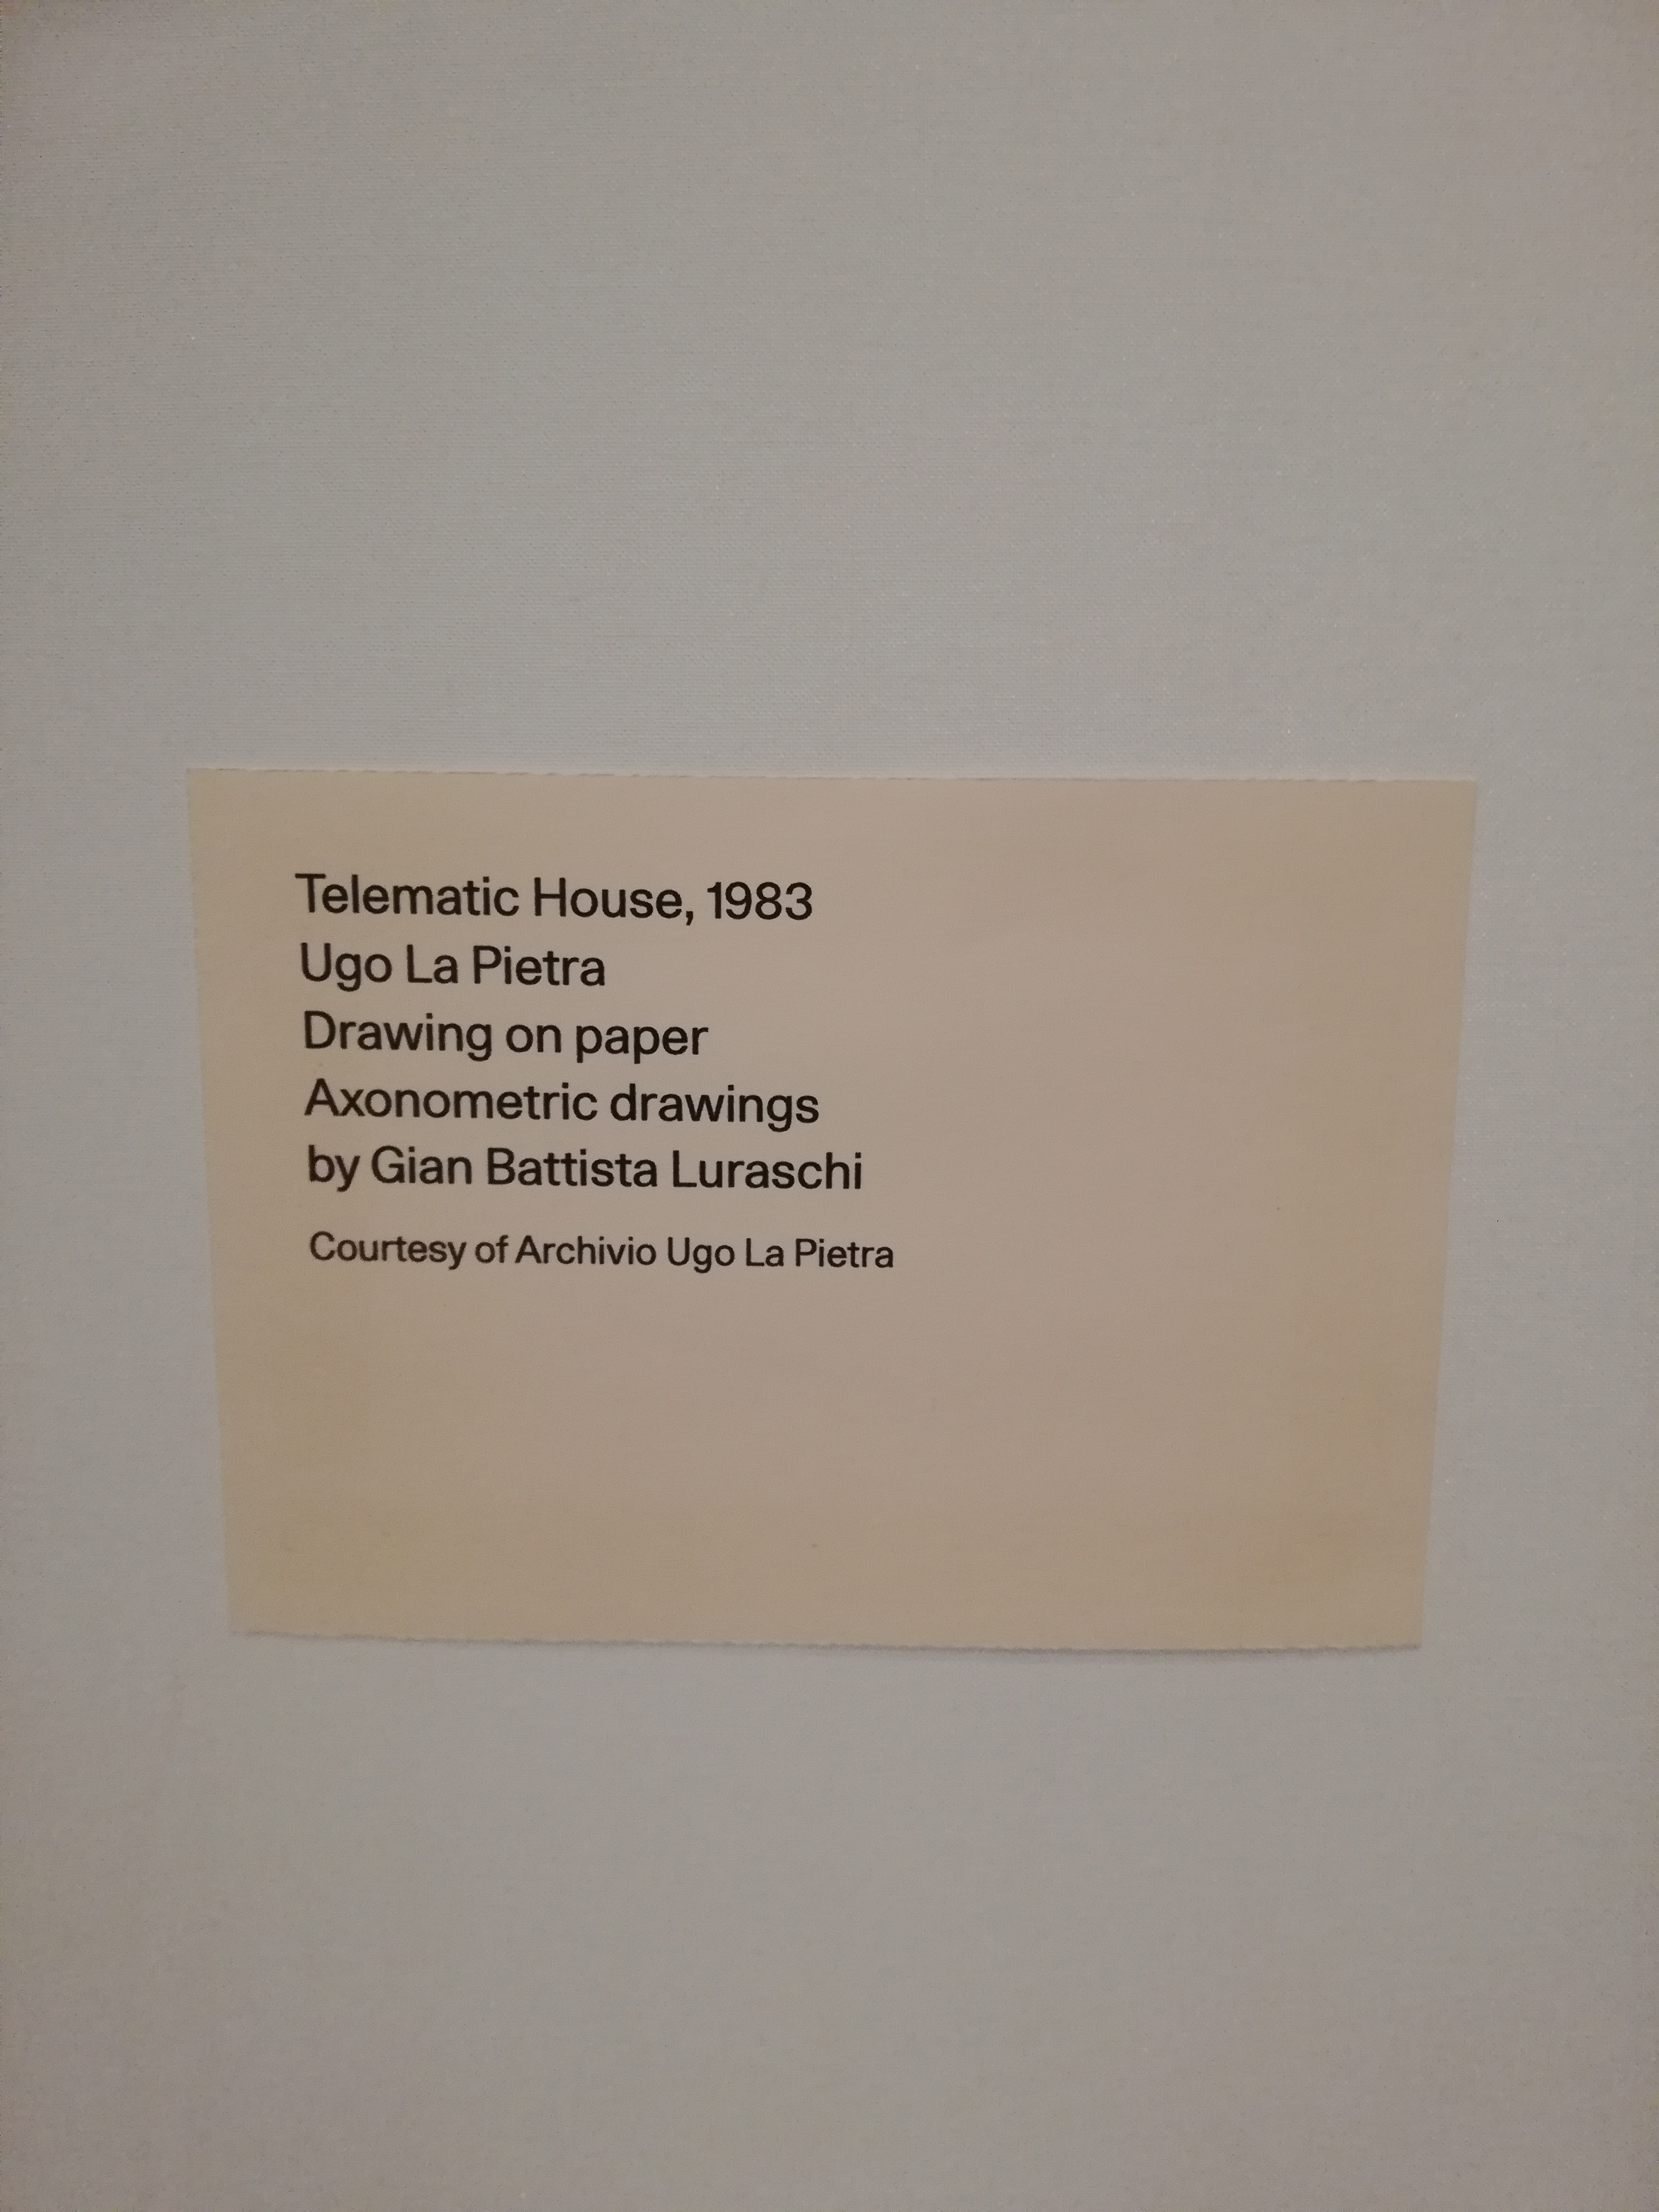 Telematic House, 1983
Ugo La Pietra
Drawing on paper
Axonometric drawings
by Gian Battista Luraschi
Courtesy of Archivio Ugo La Pietra